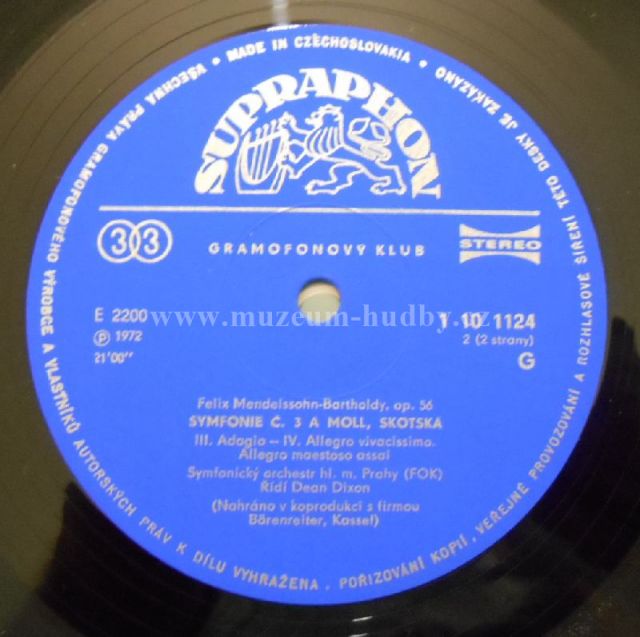 VŠECHNA PRÁVA GRAMOFONOVÉHO VÝROBCE A VLASTNÍKŮ AUTORSKÝCH PRÁV K DÍLU VYHRAŽENA . POŘIZOVÁNÍ KOPIÍ, VEŘEJNÉ PROVOZOVÁNÍ A ROZHLASOVÉ ŠÍŘENÍ TÉTO DESKY JE ZAKÁZÁNO • MADE IN CZECHOSLOVAKIA •
SUPRAPHON
33
GRAMOFONOVÝ KLUB
STEREO
E 2200
Ⓟ 1972
21'00''
1 10 1124
2 (2 strany)
G
www.muzeum-hudby.cz
Felix Mendelssohn-Bartholdy, op. 56
SYMFONIE Č. 3 A MOLL, SKOTSKÁ
III. Adagio – IV. Allegro vivacissimo.
Allegro maestoso assai
Symfonický orchestr hl. m. Prahy (FOK)
Řídí Dean Dixon
(Nahráno v koprodukci s firmou
Bärenreiter, Kassel)